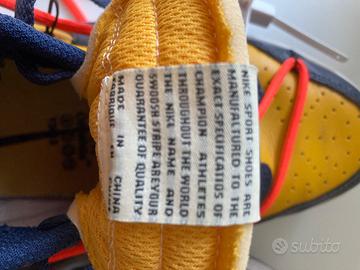 NIKE SPORT SHOES ARE
MANUFACTURED TO THE
EXACT SPECIFICATIOS OF
CHAMPION ATHLETES
THROUGHOUT THE WORLD
THE NIKE NAME AND
SWOOSH STRIPE ARE YOUR
GUARANTEE OF QUALITY
MADE IN CHINA
FABRIQUE
subito